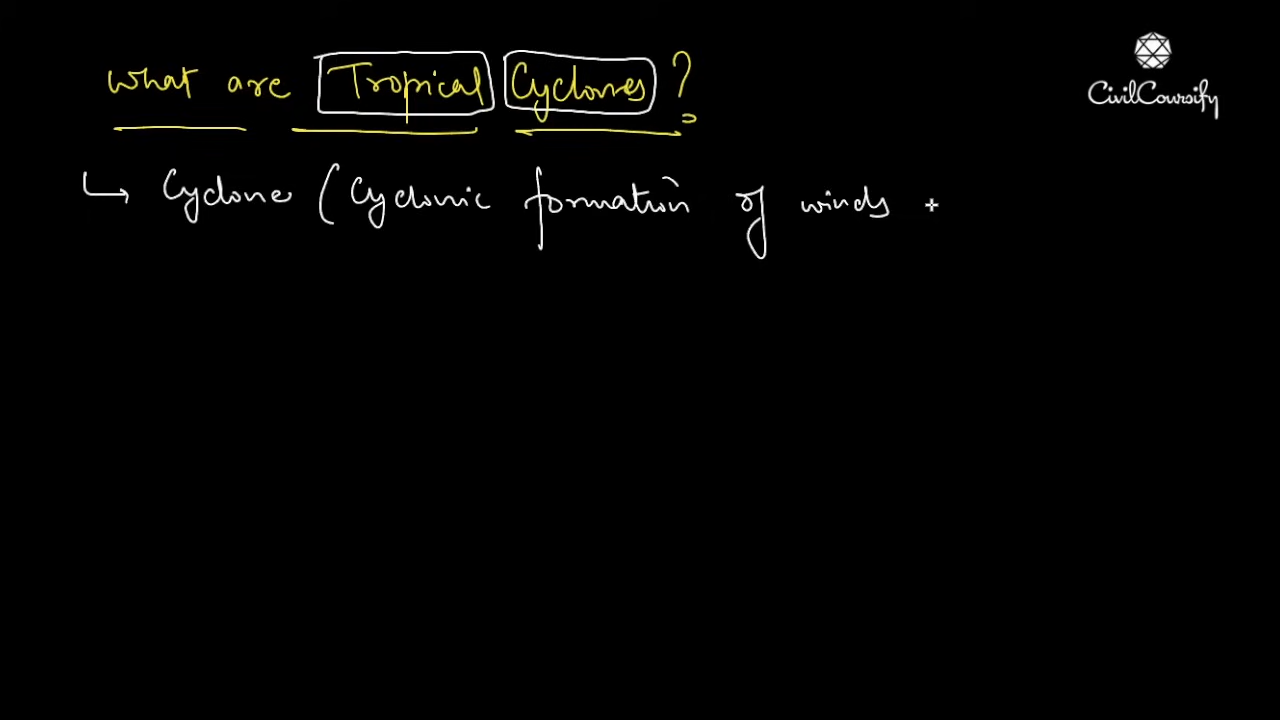 What are Tropical Cyclones ?
CivilCoursify
↳ Cyclone (Cyclonic formation of winds +